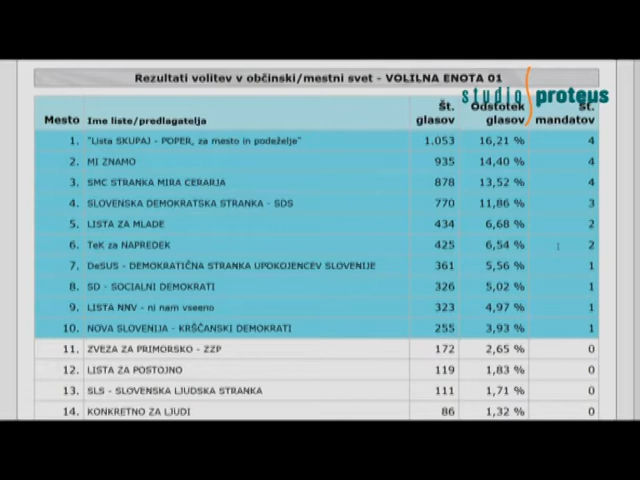 Rezultati volitev v občinski/mestni svet - VOLILNA ENOTA 01
studio proteus
Mesto Ime liste/predlagatelja Št. glasov Odstotek glasov Št. mandatov
1. "Lista SKUPAJ - POPER, za mesto in podeželje" 1.053 16,21 % 4
2. MI ZNAMO 935 14,40 % 4
3. SMC STRANKA MIRA CERARJA 878 13,52 % 4
4. SLOVENSKA DEMOKRATSKA STRANKA - SDS 770 11,86 % 3
5. LISTA ZA MLADE 434 6,68 % 2
6. TeK za NAPREDEK 425 6,54 % 2
7. DeSUS - DEMOKRATIČNA STRANKA UPOKOJENCEV SLOVENIJE 361 5,56 % 1
8. SD - SOCIALNI DEMOKRATI 326 5,02 % 1
9. LISTA NNV - ni nam vseeno 323 4,97 % 1
10. NOVA SLOVENIJA - KRŠČANSKI DEMOKRATI 255 3,93 % 1
11. ZVEZA ZA PRIMORSKO - ZZP 172 2,65 % 0
12. LISTA ZA POSTOJNO 119 1,83 % 0
13. SLS - SLOVENSKA LJUDSKA STRANKA 111 1,71 % 0
14. KONKRETNO ZA LJUDI 86 1,32 % 0